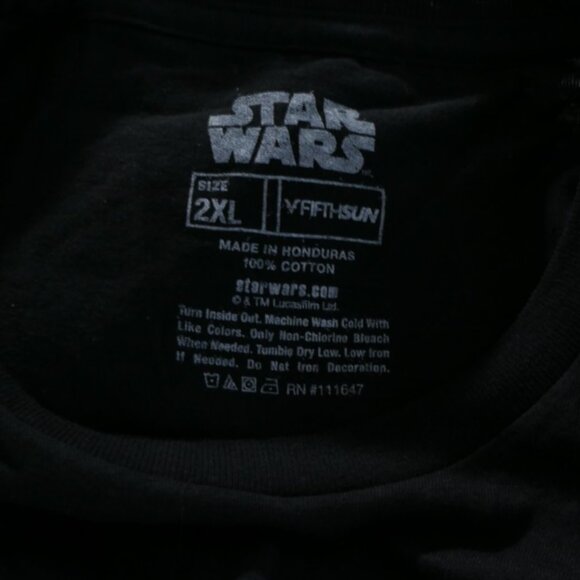 STAR
WARS
SIZE
2XL
FIFTHSUN
MADE IN HONDURAS
100% COTTON
starwars.com
© & TM Lucasfilm Ltd.
Turn Inside Out. Machine Wash Cold With
Like Colors. Only Non-Chlorine Bleach
When Needed. Tumble Dry Low. Low Iron
If Needed. Do Not Iron Decoration.
RN #111647